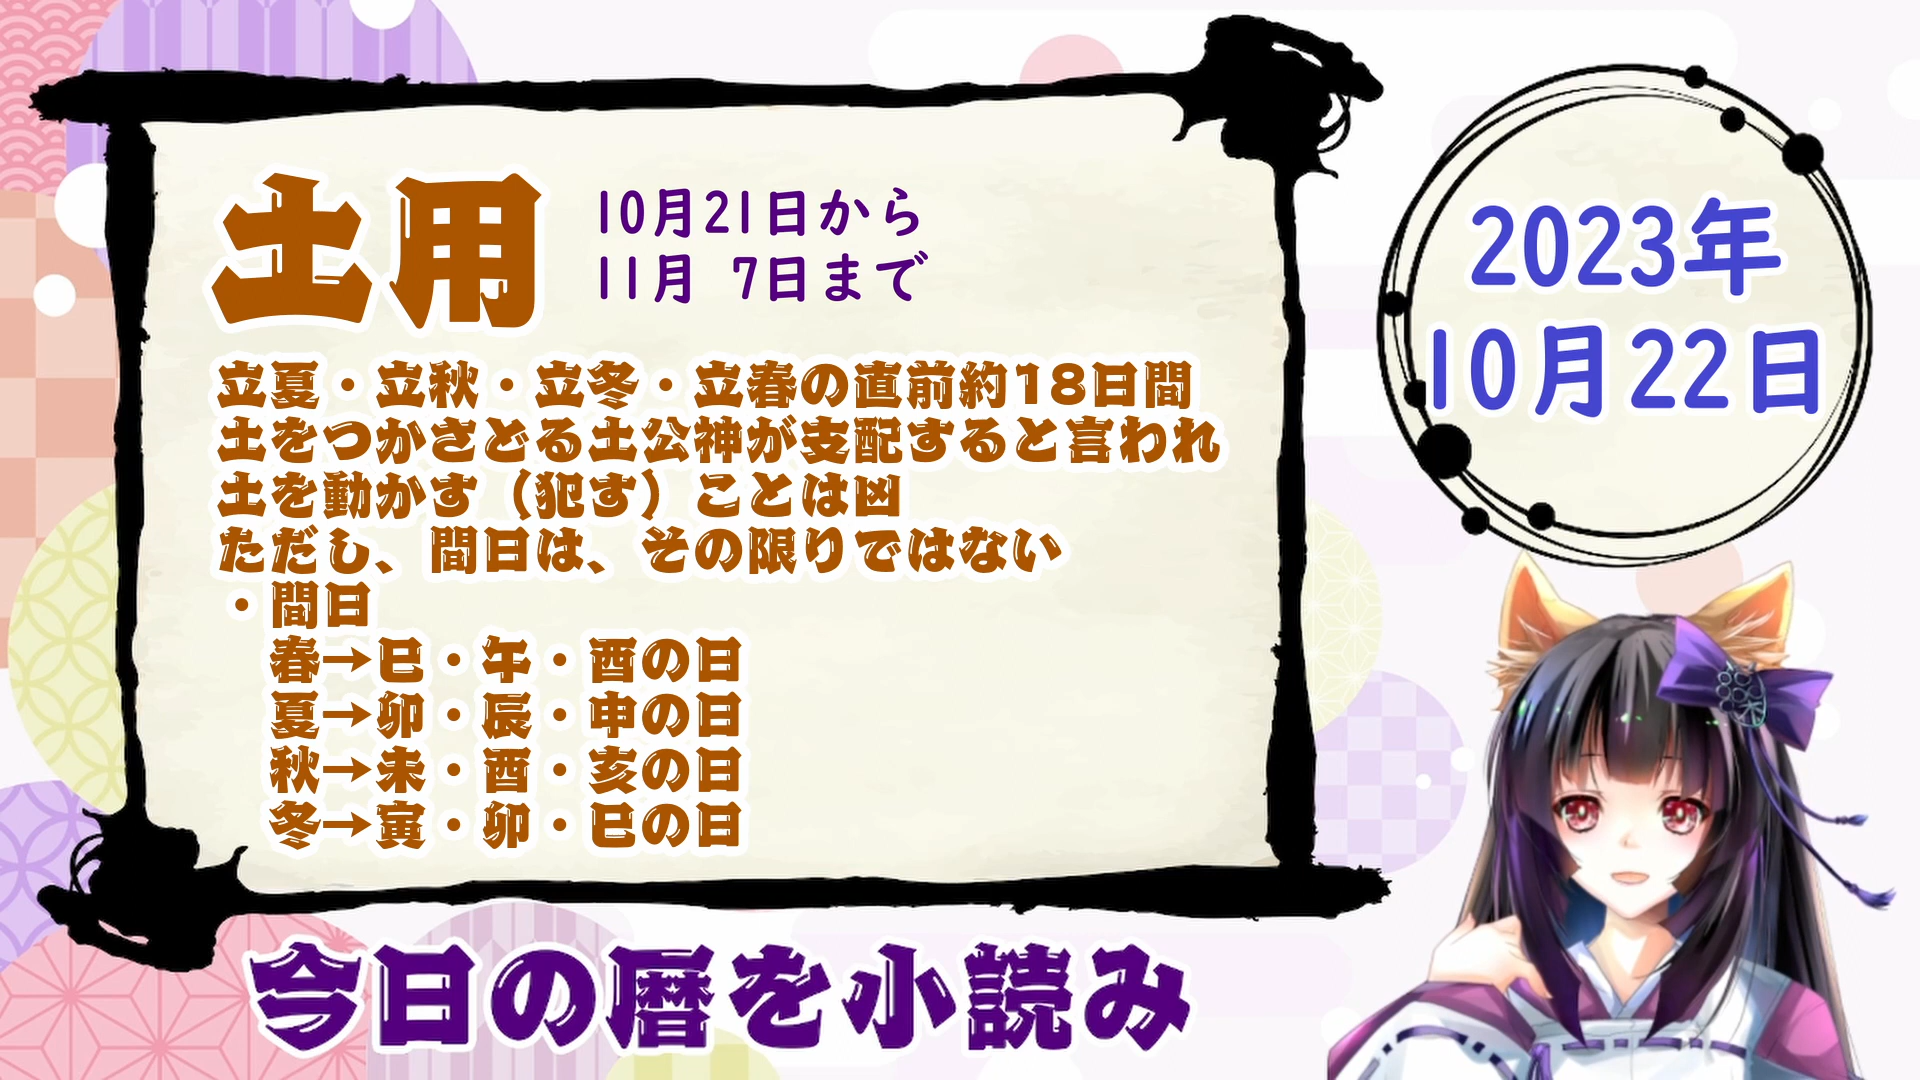 土用
10月21日から
11月 7日まで
立夏・立秋・立冬・立春の直前約18日間
土をつかさどる土公神が支配すると言われ
土を動かす（犯す）ことは凶
ただし、間日は、その限りではない
・間日
春→巳・午・酉の日
夏→卯・辰・申の日
秋→未・酉・亥の日
冬→寅・卯・巳の日
2023年
10月22日
今日の暦を小読み